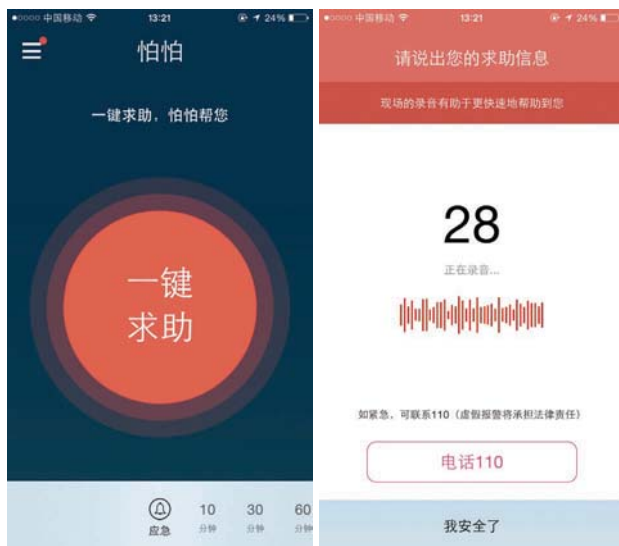 中国移动
13:21
24%
怕怕
一键求助，怕怕帮您
一键
求助
10
30
60
应急
分钟
分钟
分钟
中国移动
13:21
24%
请说出您的求助信息
现场的录音有助于更快速地帮助到您
28
正在录音...
如紧急，可联系110（虚假报警将承担法律责任）
电话110
我安全了